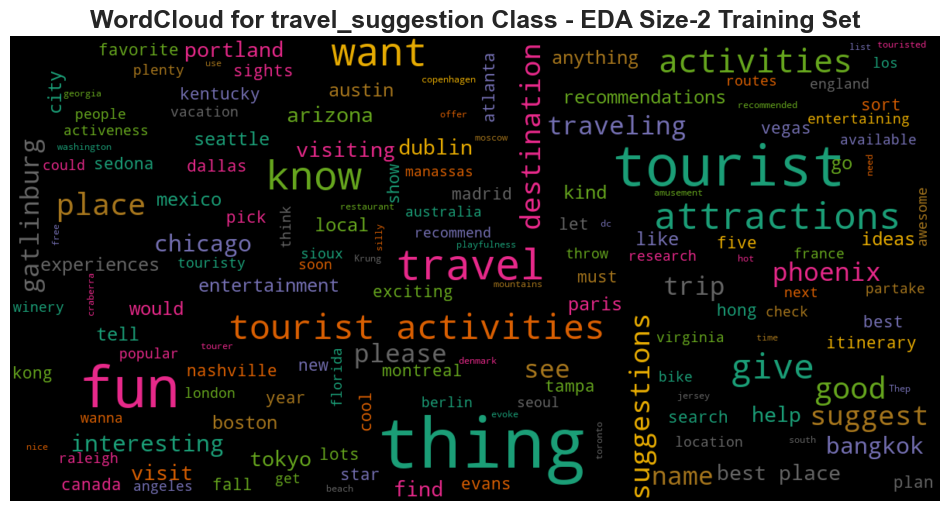 WordCloud for travel_suggestion Class - EDA Size-2 Training Set
favorite
portland
want
destination
anything
activities
list
touristed
los
plenty
use
sights
city
georgia
kentucky
austin
copenhagen
atlanta
routes
england
people
vacation
arizona
offer
recommendations
recommended
sort
entertaining
activeness
washington
seattle
visiting
dublin
moscow
traveling
vegas
available
could
sedona
dallas
know
show
manassas
tourist
go
need
gatlinburg
place
mexico
pick
think
local
restaurant
australia
madrid
kind
amusement
attractions
awesome
free
chicago
silly
recommend
let
dc
like
five
ideas
experiences
touristy
sioux
soon
Krung
playfulness
travel
throw
research
hot
france
craberra
entertainment
exciting
mountains
must
trip
phoenix
next
partake
winery
would
paris
hong
check
tell
tourist activities
suggestions
virginia
best
itinerary
popular
tourer
please
denmark
see
time
kong
fun
nashville
new
florida
montreal
tampa
bike
give
good
Thep
london
year
cool
berlin
seoul
jersey
wanna
boston
thing
evoke
toronto
search
help
suggest
nice
interesting
location
south
bangkok
raleigh
visit
tokyo
lots
star
name
best place
canada
angeles
fall
get
beach
find
evans
plan